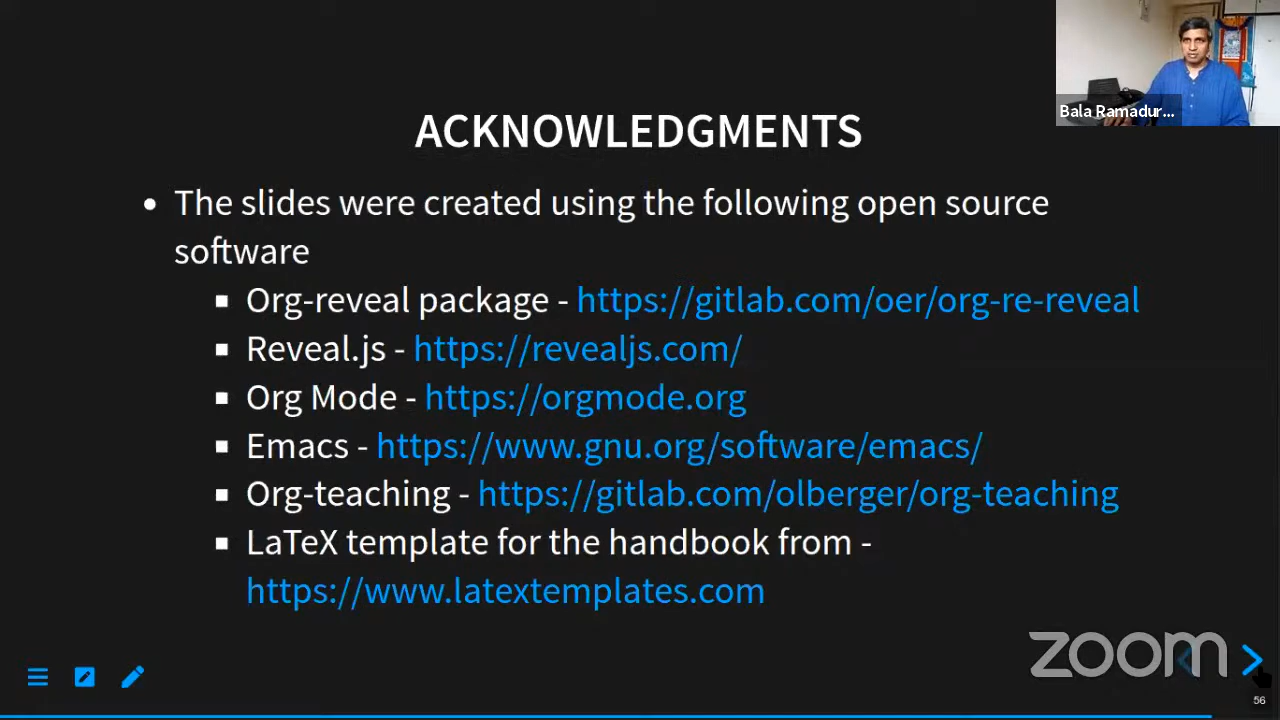 Bala Ramadur...
ACKNOWLEDGMENTS
• The slides were created using the following open source
software
▪ Org-reveal package - https://gitlab.com/oer/org-re-reveal
▪ Reveal.js - https://revealjs.com/
▪ Org Mode - https://orgmode.org
▪ Emacs - https://www.gnu.org/software/emacs/
▪ Org-teaching - https://gitlab.com/olberger/org-teaching
▪ LaTeX template for the handbook from -
https://www.latextemplates.com
zoom
56